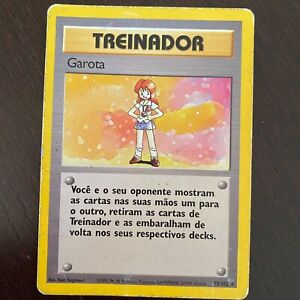 TREINADOR
Garota
Você e o seu oponente mostram
as cartas nas suas mãos um para
o outro, retiram as cartas de
Treinador e as embaralham de
volta nos seus respectivos decks.